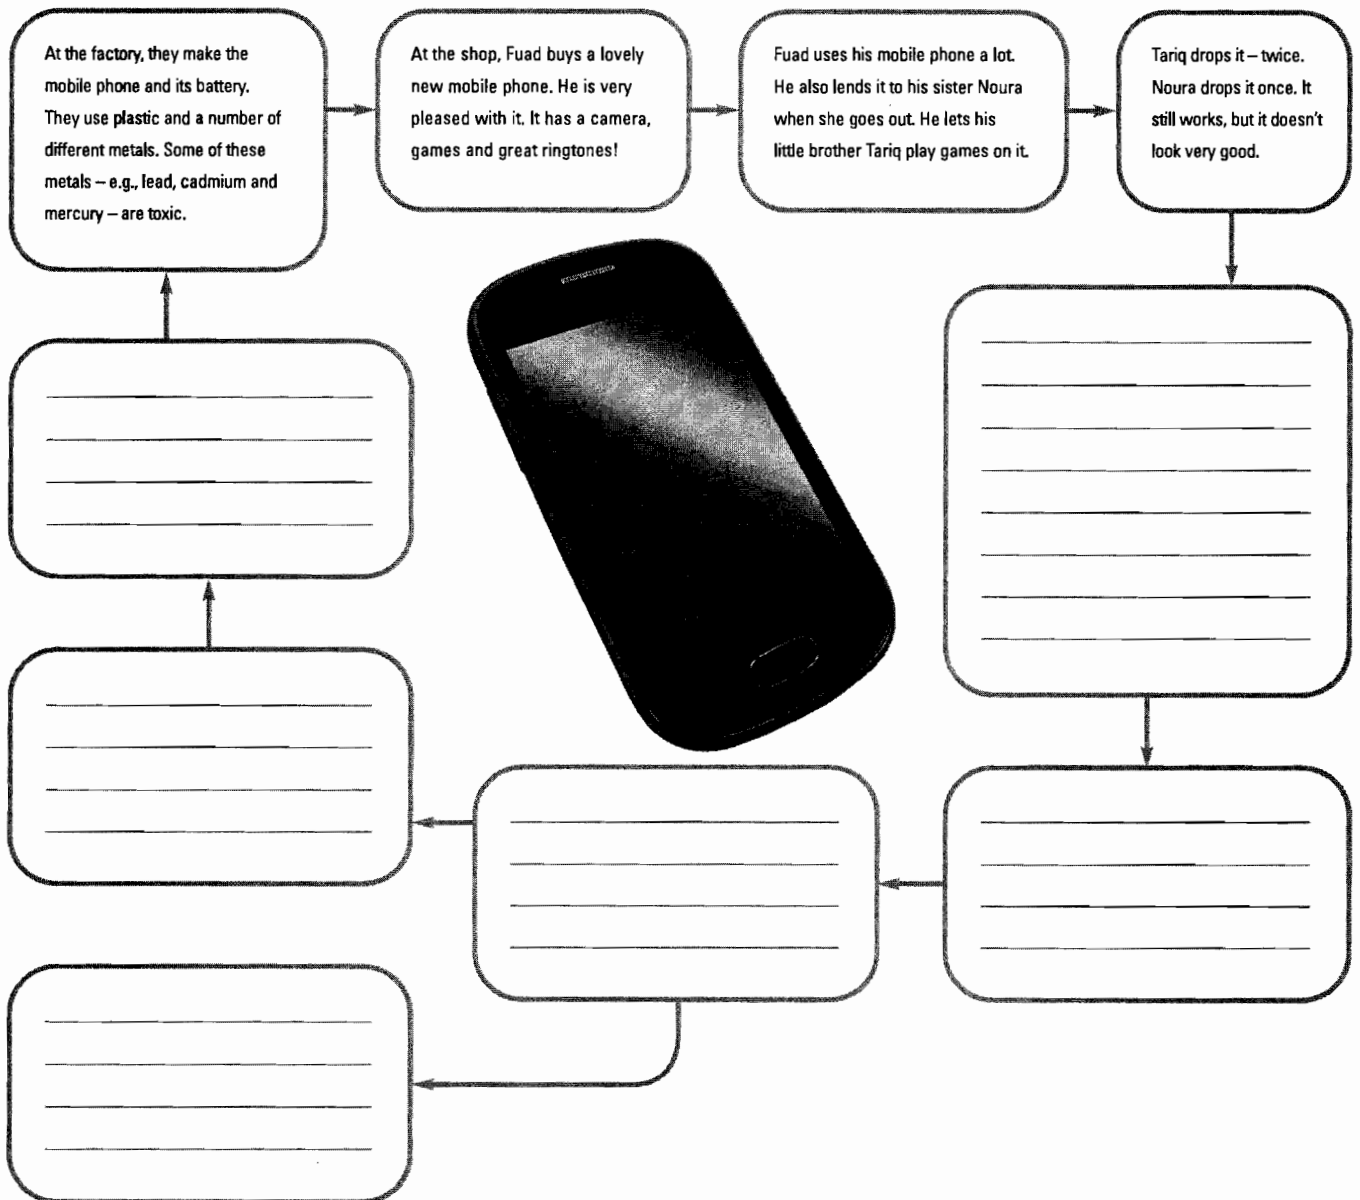 At the factory, they make the
mobile phone and its battery.
They use plastic and a number of
different metals. Some of these
metals – e.g., lead, cadmium and
mercury – are toxic.
At the shop, Fuad buys a lovely
new mobile phone. He is very
pleased with it. It has a camera,
games and great ringtones!
Fuad uses his mobile phone a lot.
He also lends it to his sister Noura
when she goes out. He lets his
little brother Tariq play games on it.
Tariq drops it – twice.
Noura drops it once. It
still works, but it doesn't
look very good.